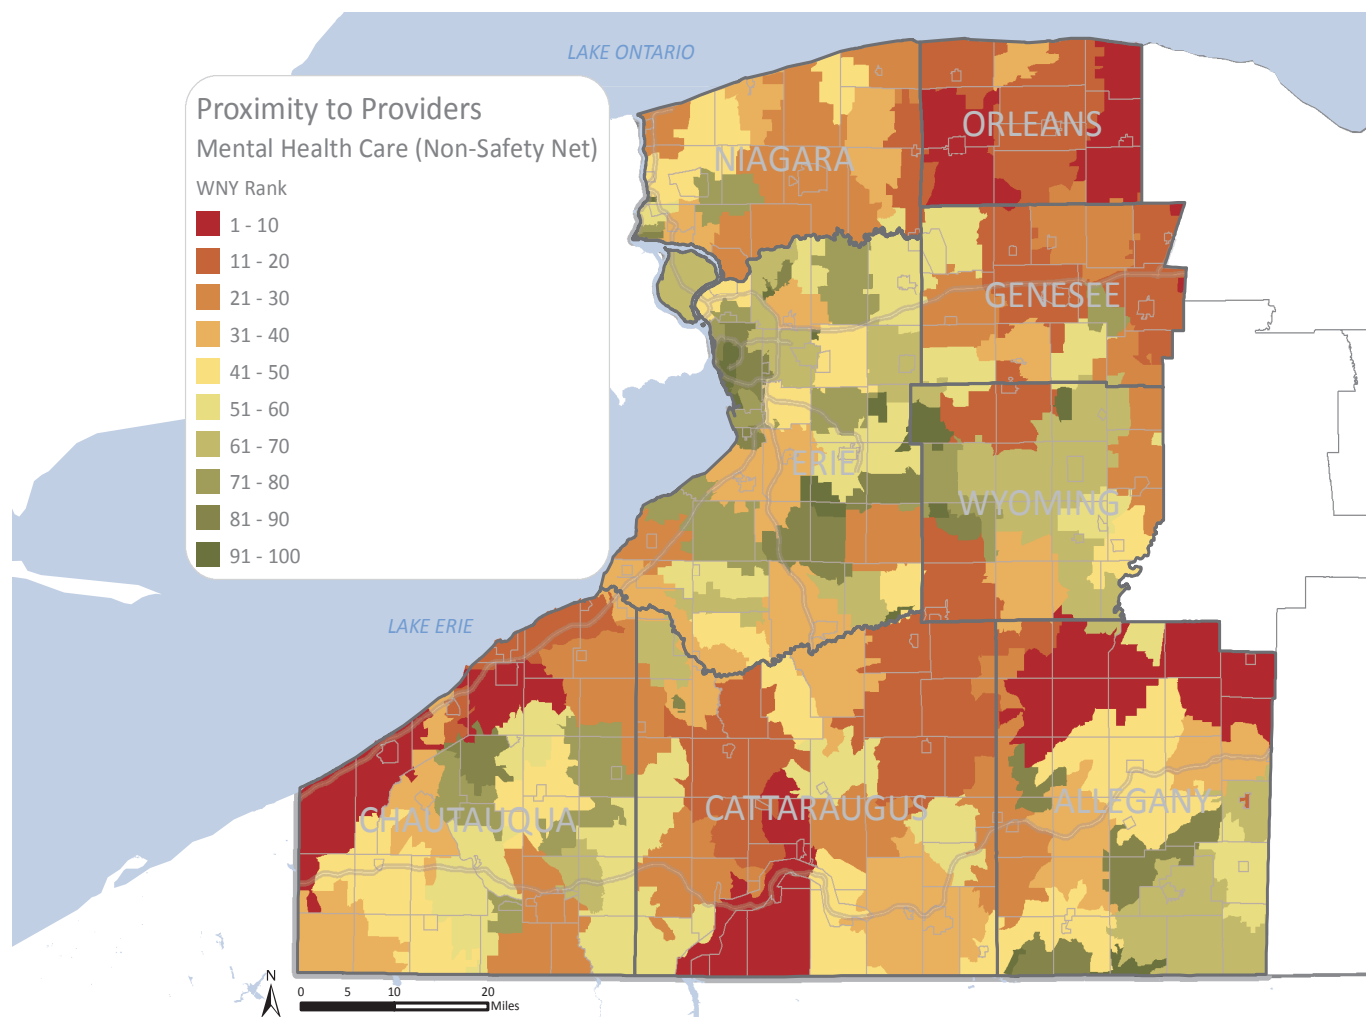 LAKE ONTARIO
Proximity to Providers
Mental Health Care (Non-Safety Net)
WNY Rank
1 - 10
11 - 20
21 - 30
31 - 40
41 - 50
51 - 60
61 - 70
71 - 80
81 - 90
91 - 100
ORLEANS
NIAGARA
GENESEE
ERIE
WYOMING
LAKE ERIE
CHAUTAUQUA
CATTARAUGUS
ALLEGANY
N
0 5 10 20
Miles